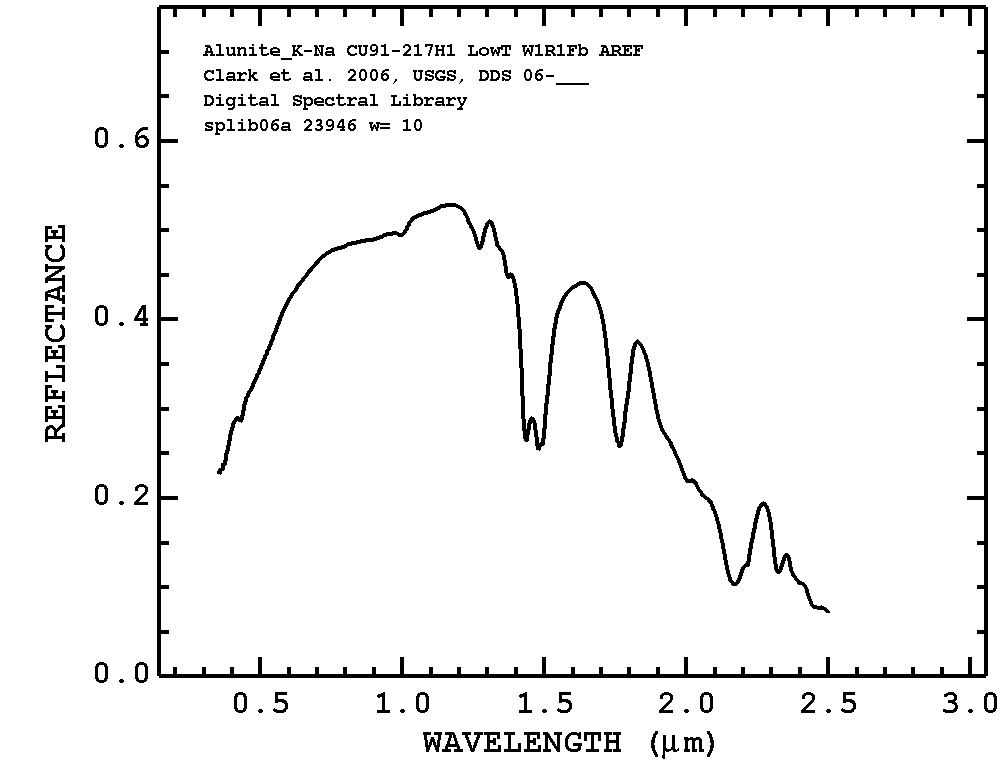 Alunite_K-Na CU91-217H1 LowT W1R1Fb AREF
Clark et al. 2006, USGS, DDS 06-___
Digital Spectral Library
splib06a 23946 w= 10
0.6
0.4
0.2
0.0
REFLECTANCE
0.5 1.0 1.5 2.0 2.5 3.0
WAVELENGTH (μm)